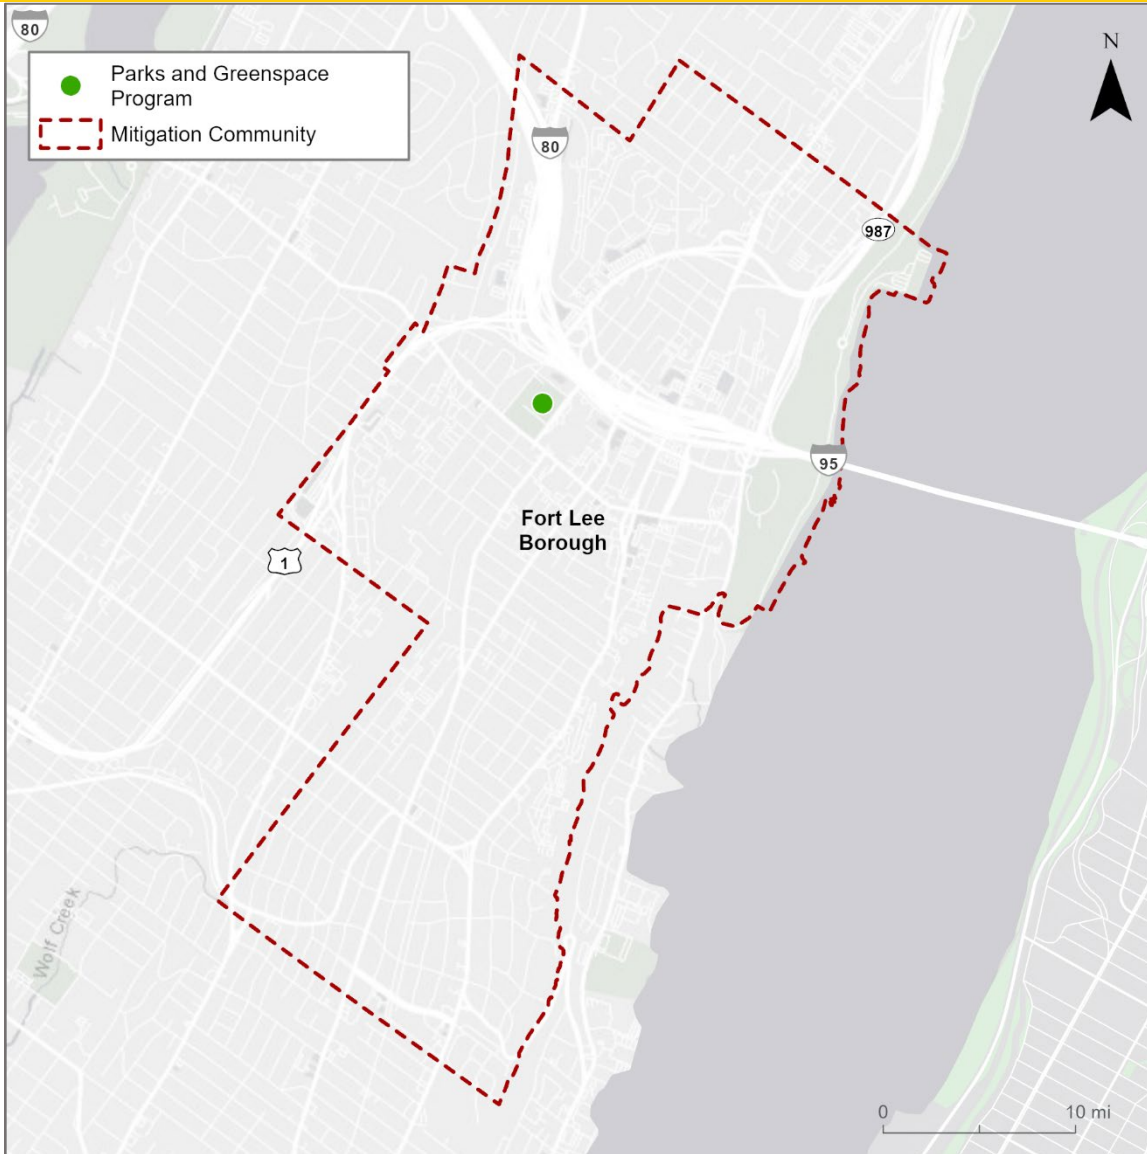 80
Parks and Greenspace
Program
Mitigation Community
N
80
987
95
Fort Lee
Borough
1
Wolf Creek
0 10 mi